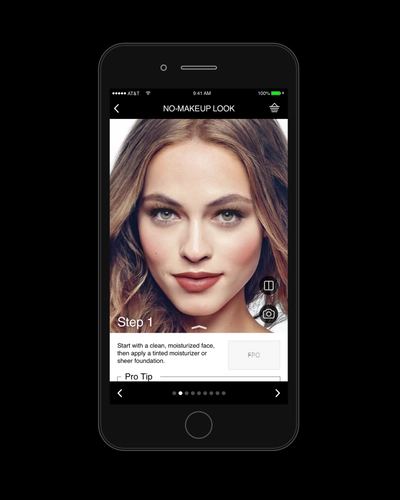 AT&T
9:41 AM
100%
NO-MAKEUP LOOK
Step 1
Start with a clean, moisturized face,
then apply a tinted moisturizer or
sheer foundation.
FPO
Pro Tip